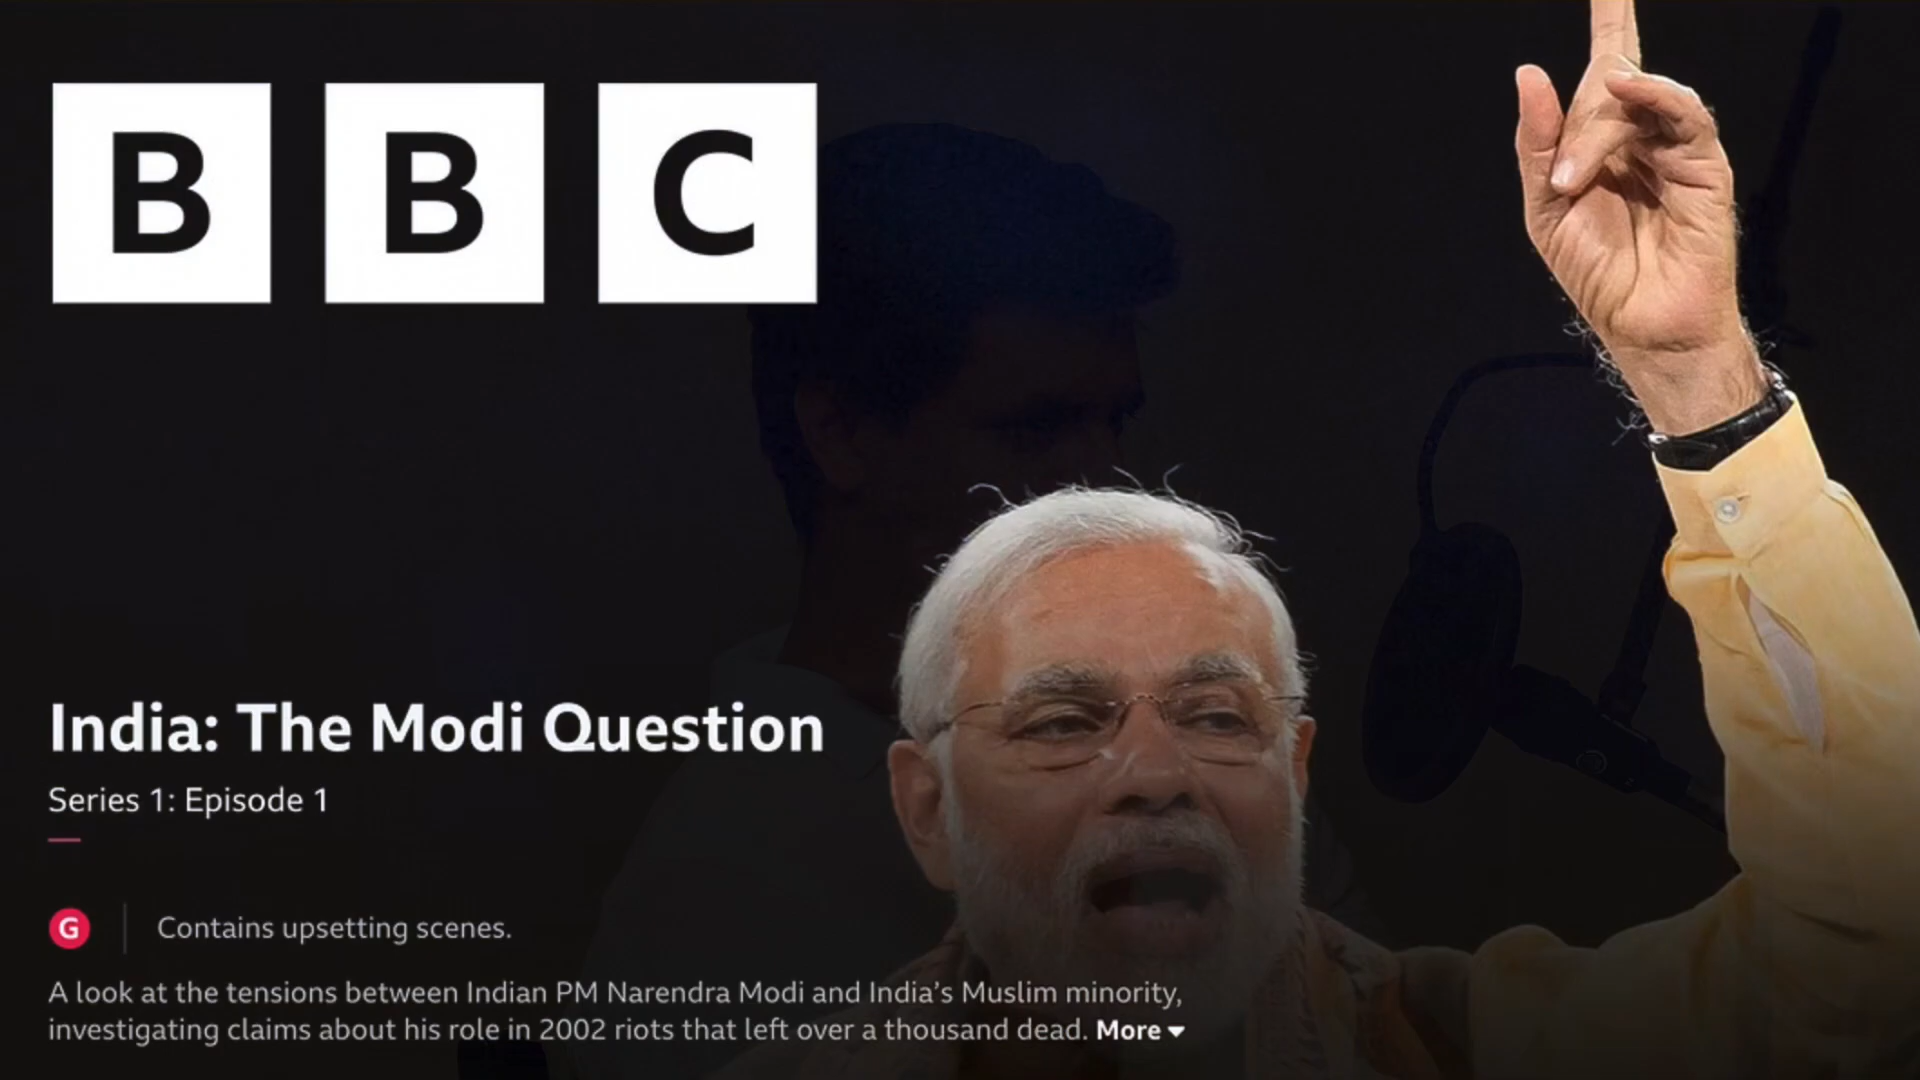 BBC
India: The Modi Question
Series 1: Episode 1
G
Contains upsetting scenes.
A look at the tensions between Indian PM Narendra Modi and India’s Muslim minority,
investigating claims about his role in 2002 riots that left over a thousand dead. More